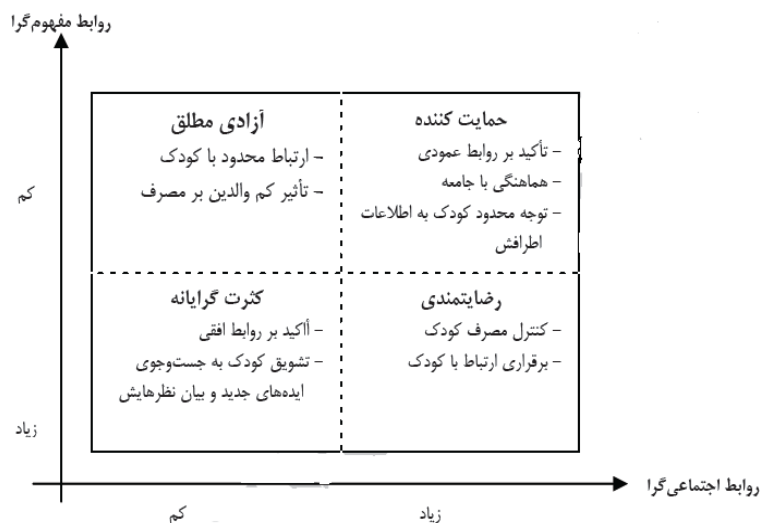 روابط مفهوم‌گرا
حمایت کننده
- تأکید بر روابط عمودی
- هماهنگی با جامعه
- توجه محدود کودک به اطلاعات
اطرافش
آزادی مطلق
- ارتباط محدود با کودک
- تأثیر کم والدین بر مصرف
کم
رضایتمندی
- کنترل مصرف کودک
- برقراری ارتباط با کودک
کثرت گرایانه
- أاکید بر روابط افقی
- تشویق کودک به جست‌وجوی
ایده‌های جدید و بیان نظرهایش
زیاد
روابط اجتماعی‌گرا
زیاد
کم